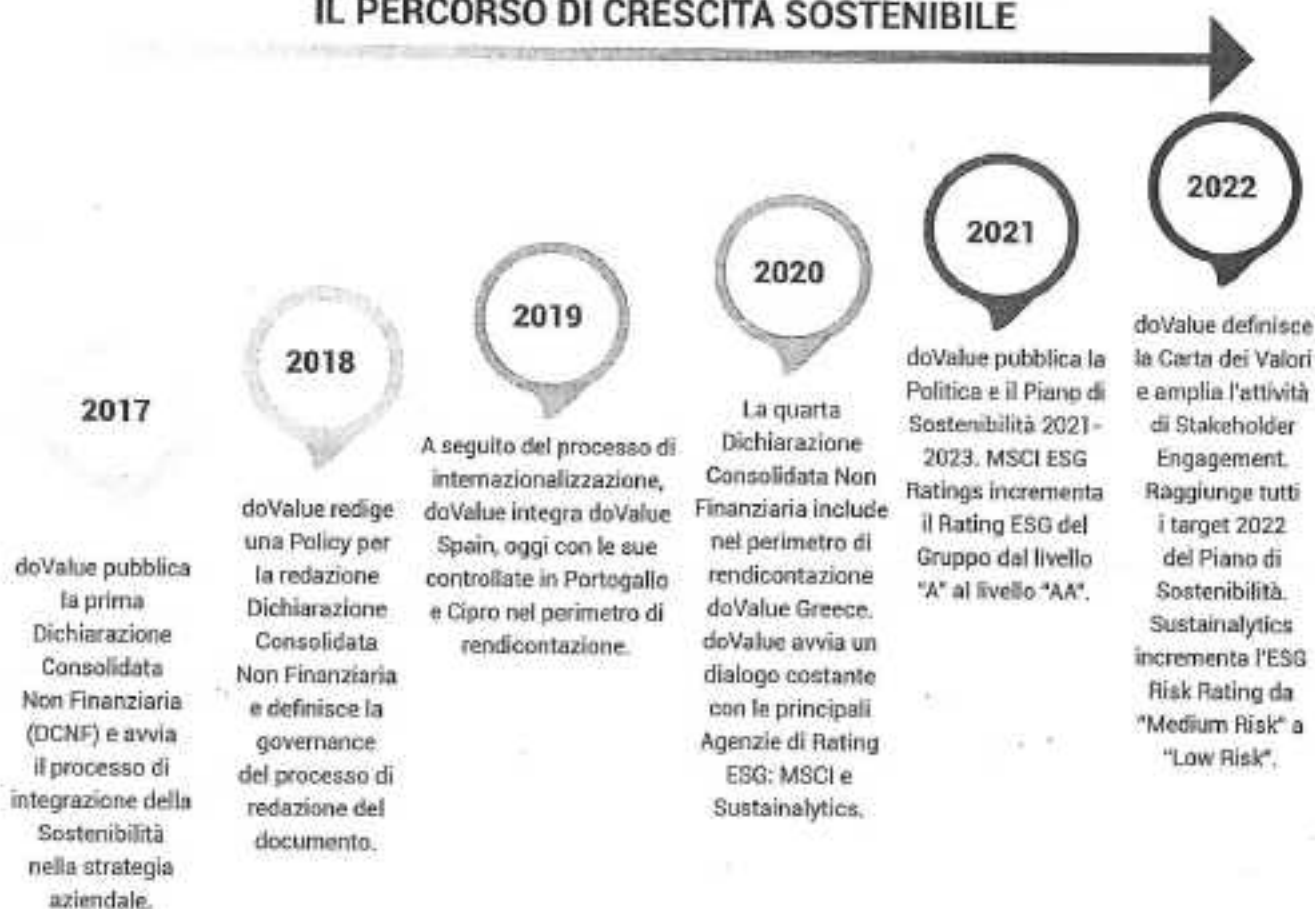 IL PERCORSO DI CRESCITA SOSTENIBILE
2017
doValue pubblica
la prima
Dichiarazione
Consolidata
Non Finanziaria
(DCNF) e avvia
il processo di
integrazione della
Sostenibilità
nella strategia
aziendale.
2018
doValue redige
una Policy per
la redazione
Dichiarazione
Consolidata
Non Finanziaria
e definisce la
governance
del processo di
redazione del
documento.
2019
A seguito del processo di
internazionalizzazione,
doValue integra doValue
Spain, oggi con le sue
controllate in Portogallo
e Cipro nel perimetro di
rendicontazione.
2020
La quarta
Dichiarazione
Consolidata Non
Finanziaria include
nel perimetro di
rendicontazione
doValue Greece.
doValue avvia un
dialogo costante
con le principali
Agenzie di Rating
ESG: MSCI e
Sustainalytics.
2021
doValue pubblica la
Politica e il Piano di
Sostenibilità 2021-
2023. MSCI ESG
Ratings incrementa
il Rating ESG del
Gruppo dal livello
"A" al livello "AA".
2022
doValue definisce
la Carta dei Valori
e amplia l'attività
di Stakeholder
Engagement.
Raggiunge tutti
i target 2022
del Piano di
Sostenibilità.
Sustainalytics
incrementa l'ESG
Risk Rating da
"Medium Risk" a
"Low Risk".